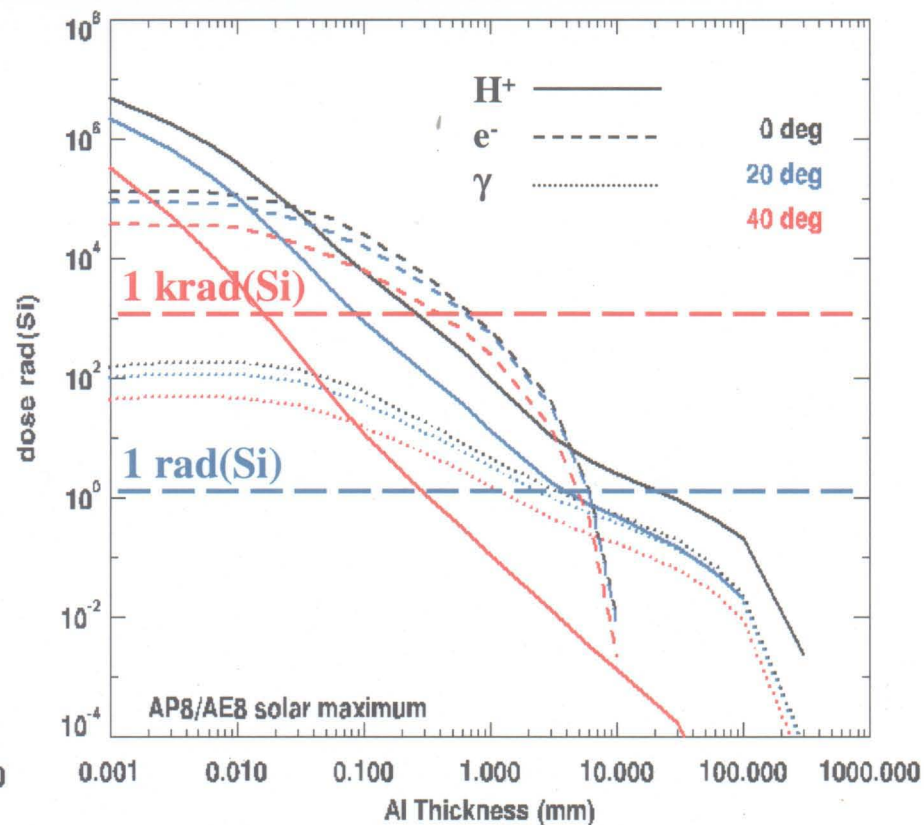 10⁸
10⁶
10⁴
10²
10⁰
10⁻²
10⁻⁴
dose rad(Si)
H⁺
e⁻
γ
0 deg
20 deg
40 deg
1 krad(Si)
1 rad(Si)
AP8/AE8 solar maximum
0
0.001 0.010 0.100 1.000 10.000 100.000 1000.000
Al Thickness (mm)